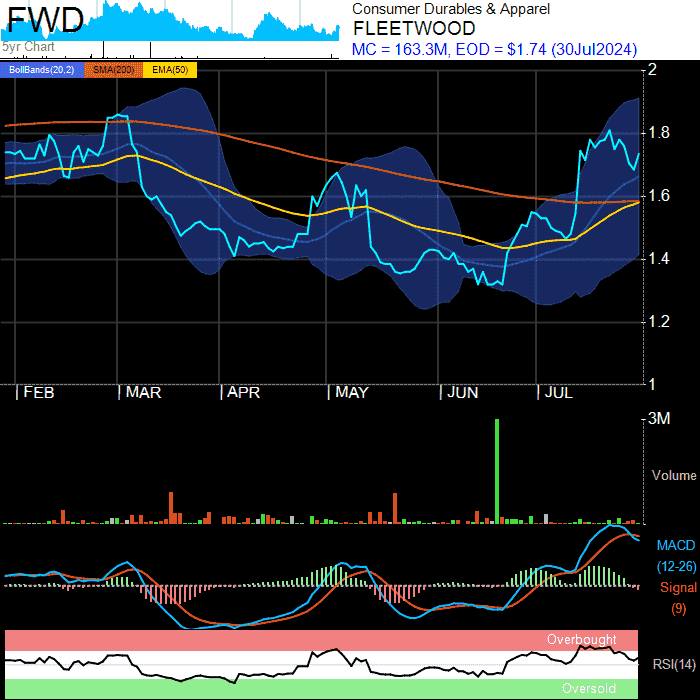 FWD
5yr Chart
Consumer Durables & Apparel
FLEETWOOD
MC = 163.3M, EOD = $1.74 (30Jul2024)
BollBands(20,2) SMA(200) EMA(50)
2
1.8
1.6
1.4
1.2
1
FEB MAR APR MAY JUN JUL
3M
Volume
MACD
(12-26)
Signal
(9)
Overbought
RSI(14)
Oversold